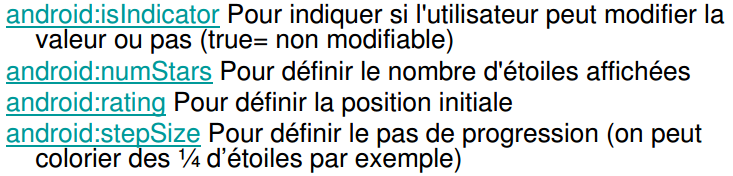 android:isIndicator Pour indiquer si l'utilisateur peut modifier la
valeur ou pas (true= non modifiable)
android:numStars Pour définir le nombre d'étoiles affichées
android:rating Pour définir la position initiale
android:stepSize Pour définir le pas de progression (on peut
colorier des ¼ d’étoiles par exemple)